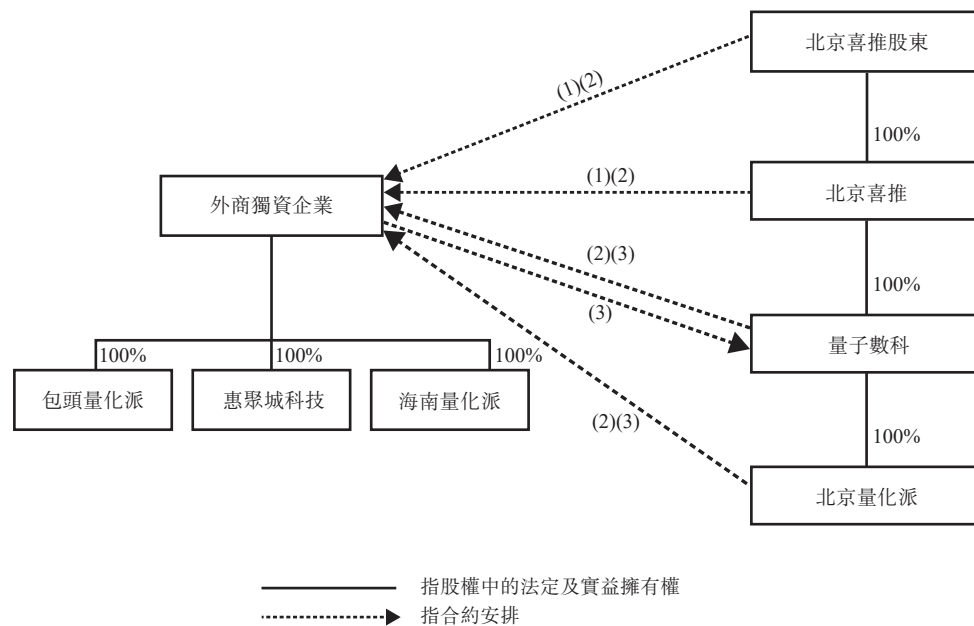 北京喜推股東
(1)(2)
100%
(1)(2)
外商獨資企業
北京喜推
(2)(3)
100%
(3)
量子數科
100%
100%
100%
包頭量化派
惠聚城科技
海南量化派
(2)(3)
100%
北京量化派
指股權中的法定及實益擁有權
指合約安排